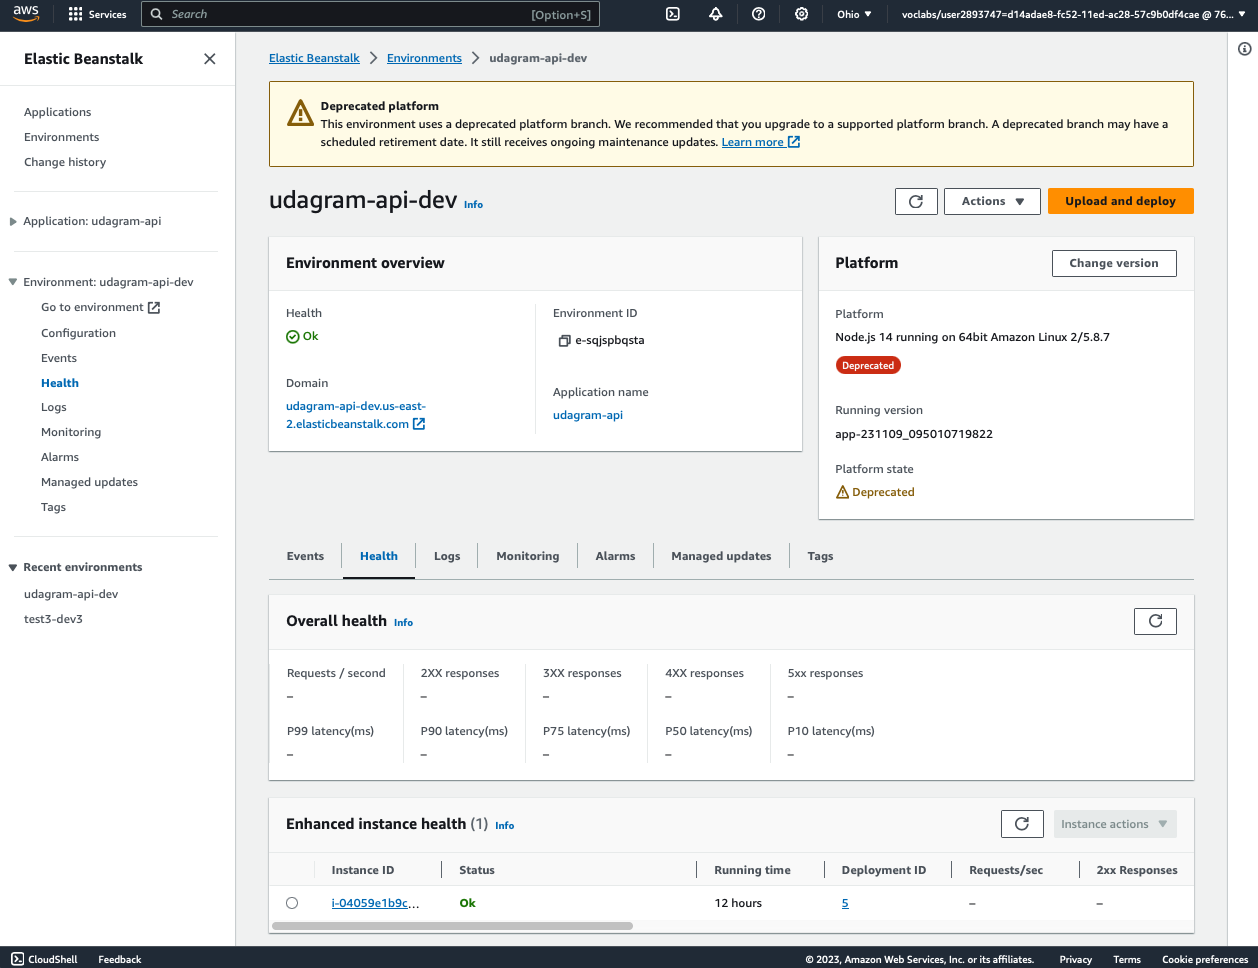 aws
Services
Search
[Option+S]
Ohio
voclabs/user2893747=d14adae8-fc52-11ed-ac28-57c9b0df4cae @ 76...
Elastic Beanstalk
Applications
Environments
Change history
Application: udagram-api
Environment: udagram-api-dev
Go to environment
Configuration
Events
Health
Logs
Monitoring
Alarms
Managed updates
Tags
Recent environments
udagram-api-dev
test3-dev3
Elastic Beanstalk
Environments
udagram-api-dev
Deprecated platform
This environment uses a deprecated platform branch. We recommended that you upgrade to a supported platform branch. A deprecated branch may have a
scheduled retirement date. It still receives ongoing maintenance updates. Learn more
udagram-api-dev Info
Actions
Upload and deploy
Environment overview
Health
Ok
Domain
udagram-api-dev.us-east-
2.elasticbeanstalk.com
Environment ID
e-sqjspbqsta
Application name
udagram-api
Platform
Change version
Platform
Node.js 14 running on 64bit Amazon Linux 2/5.8.7
Deprecated
Running version
app-231109_095010719822
Platform state
Deprecated
Events
Health
Logs
Monitoring
Alarms
Managed updates
Tags
Overall health Info
Requests / second
–
2XX responses
–
3XX responses
–
4XX responses
–
5xx responses
–
P99 latency(ms)
–
P90 latency(ms)
–
P75 latency(ms)
–
P50 latency(ms)
–
P10 latency(ms)
–
Enhanced instance health (1) Info
Instance actions
Instance ID
Status
Running time
Deployment ID
Requests/sec
2xx Responses
i-04059e1b9c...
Ok
12 hours
5
–
–
CloudShell
Feedback
© 2023, Amazon Web Services, Inc. or its affiliates.
Privacy
Terms
Cookie preferences